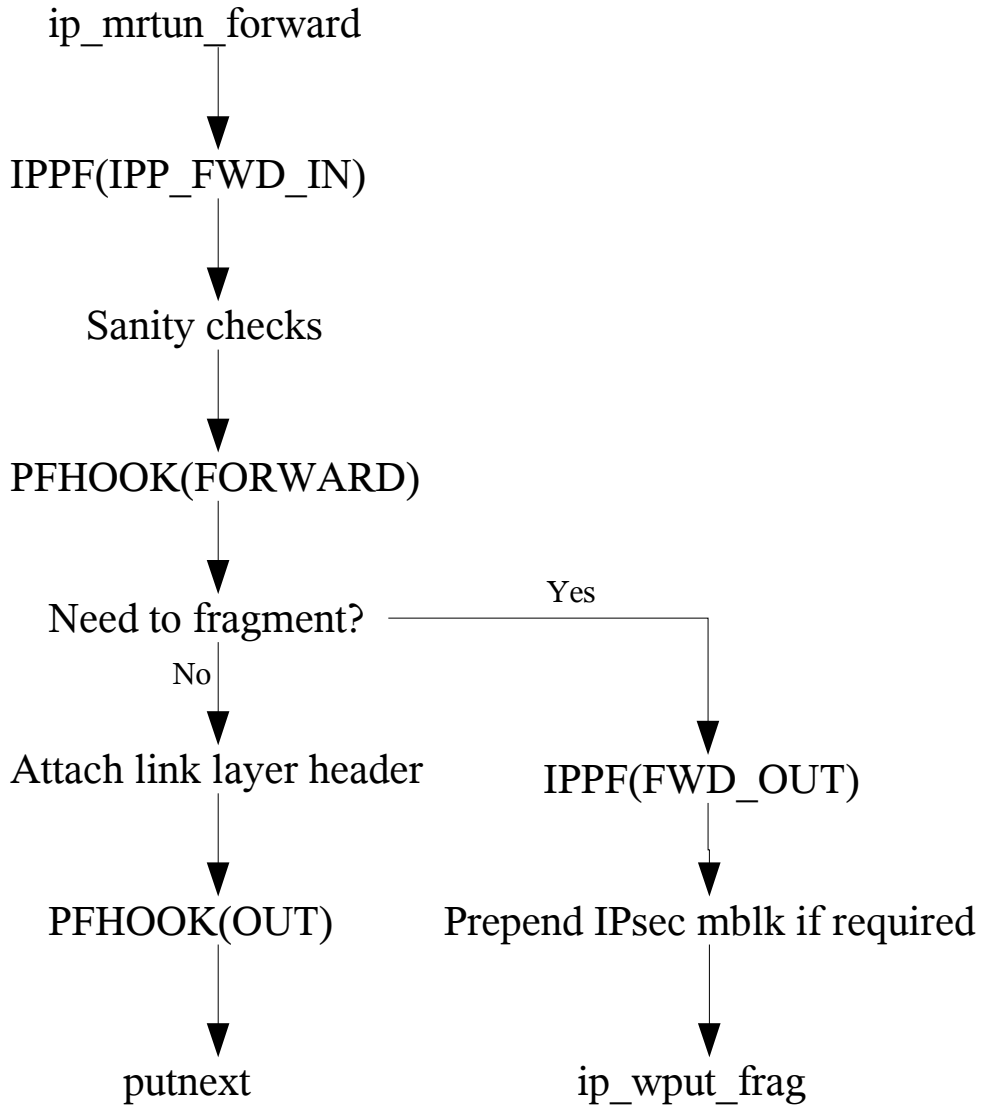 ip_mrtun_forward
IPPF(IPP_FWD_IN)
Sanity checks
PFHOOK(FORWARD)
Need to fragment?
Yes
No
Attach link layer header
IPPF(FWD_OUT)
PFHOOK(OUT)
Prepend IPsec mblk if required
putnext
ip_wput_frag